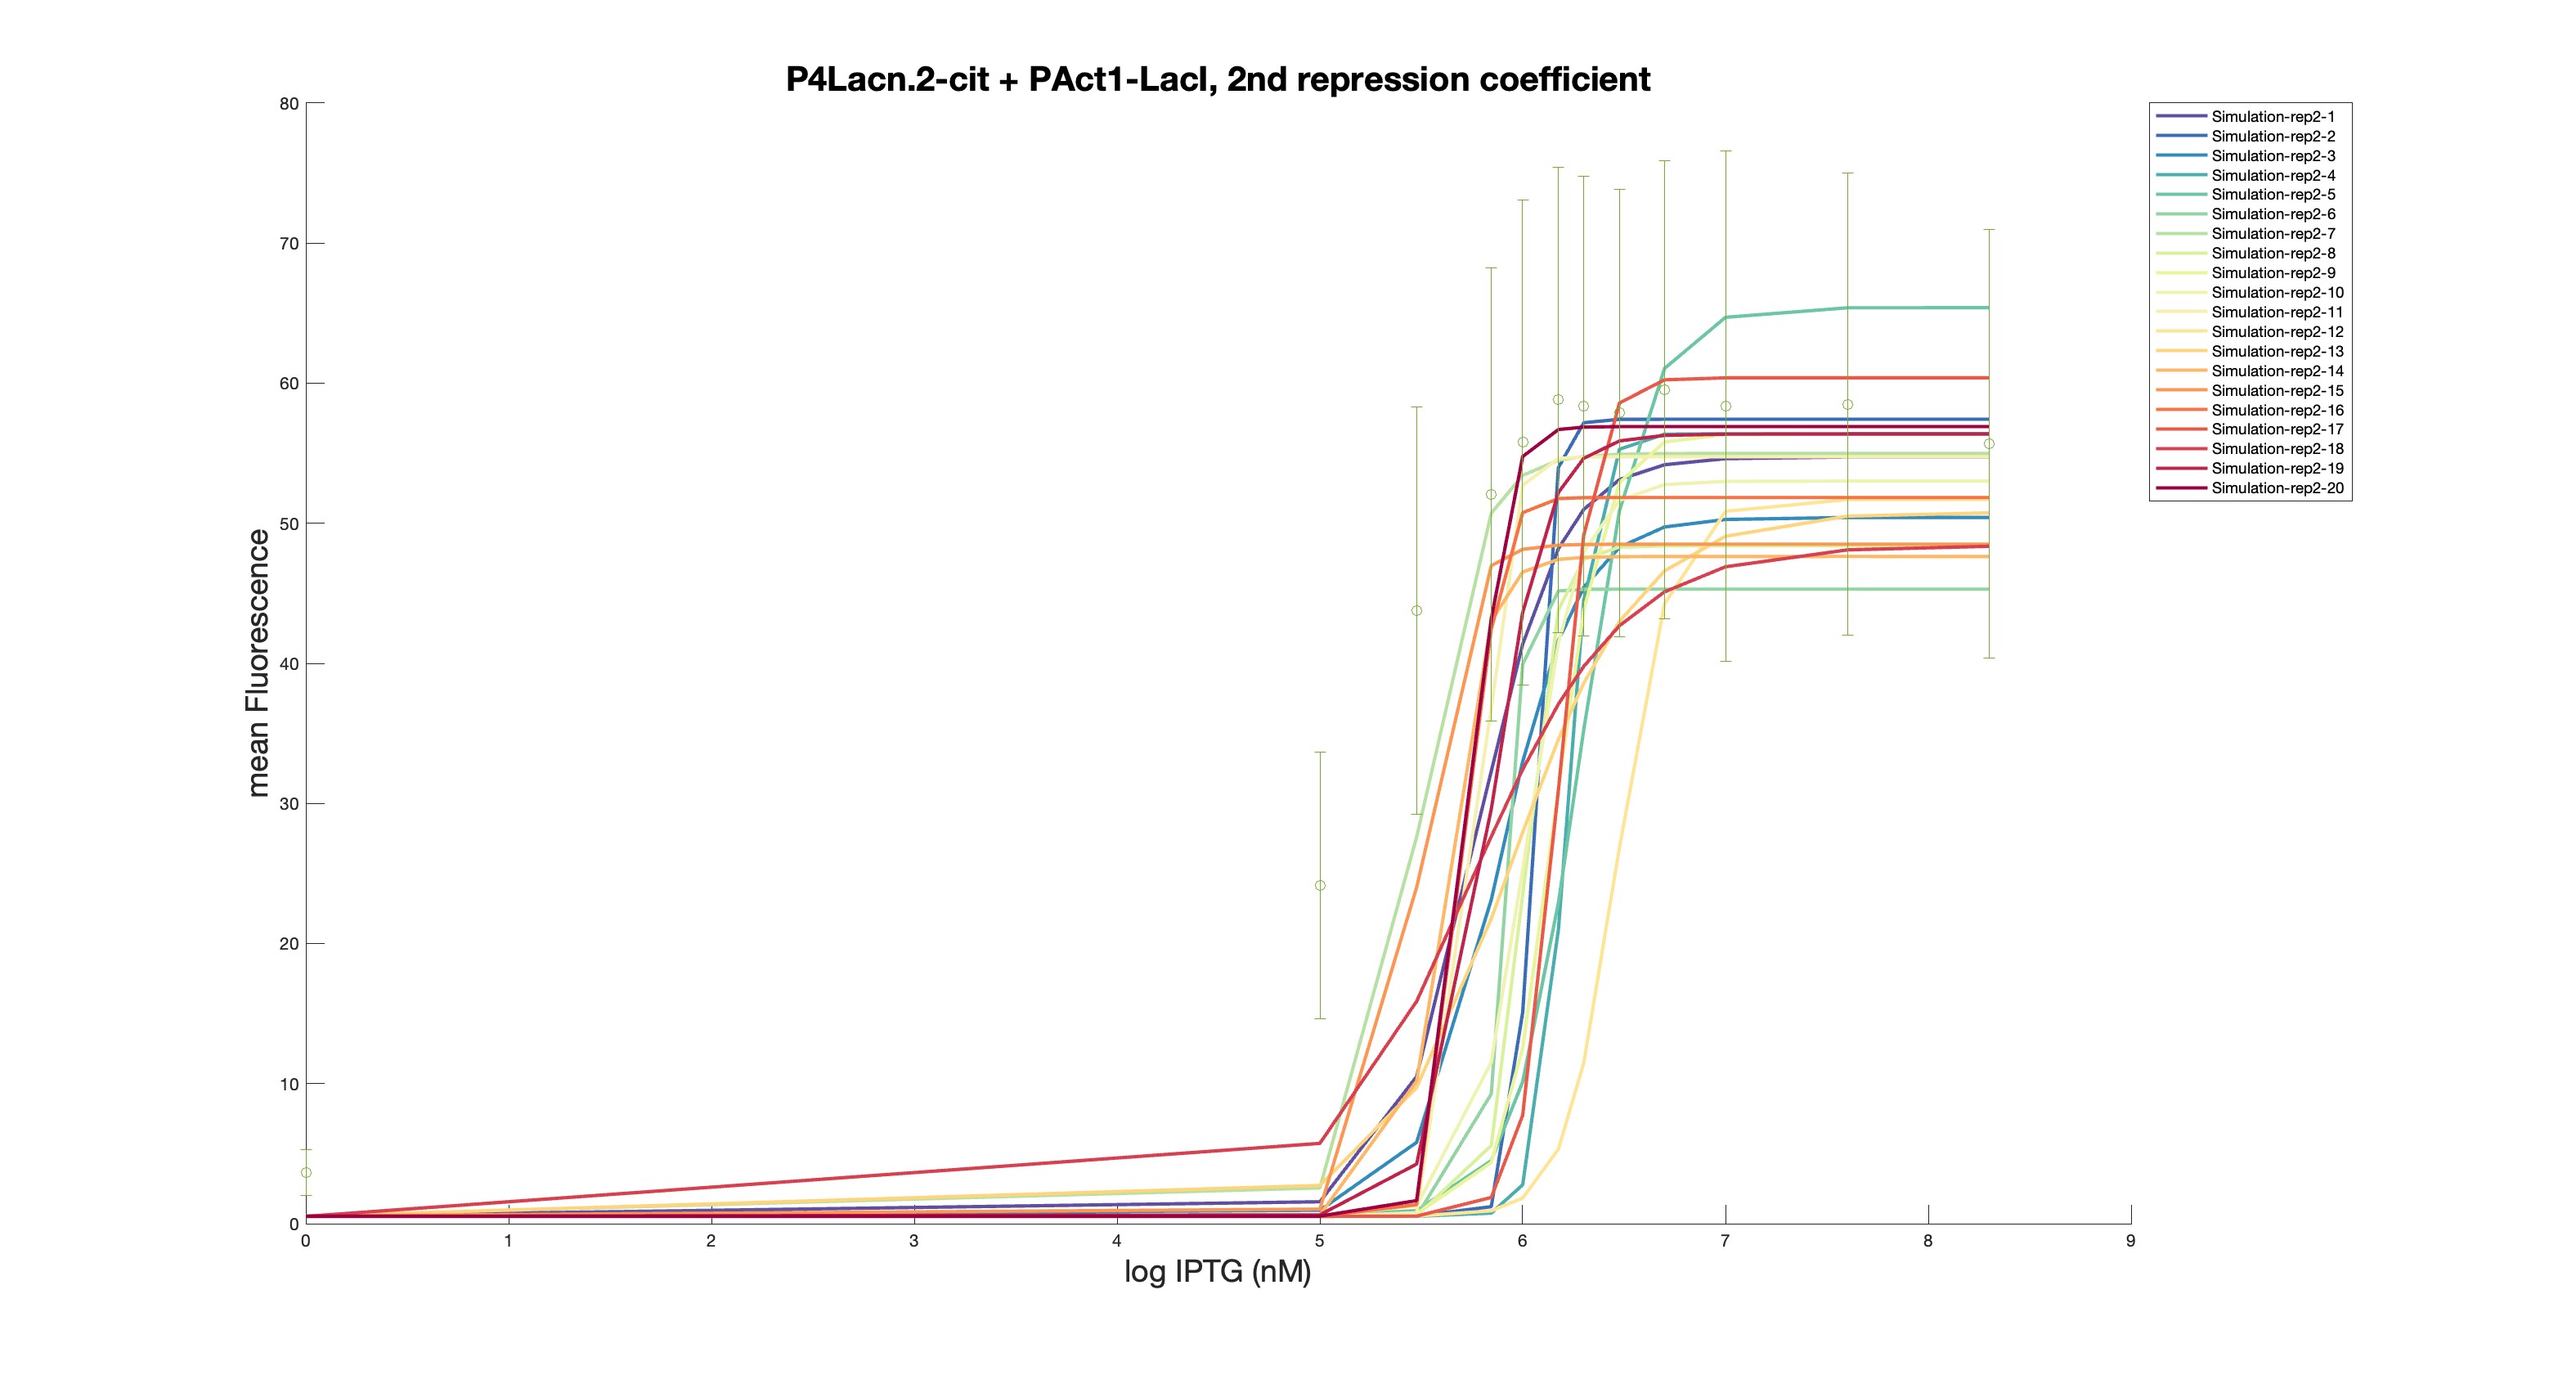 P4Lacn.2-cit + PAct1-LacI, 2nd repression coefficient
80
70
60
50
40
30
20
10
0
mean Fluorescence
0 1 2 3 4 5 6 7 8 9
log IPTG (nM)
Simulation-rep2-1
Simulation-rep2-2
Simulation-rep2-3
Simulation-rep2-4
Simulation-rep2-5
Simulation-rep2-6
Simulation-rep2-7
Simulation-rep2-8
Simulation-rep2-9
Simulation-rep2-10
Simulation-rep2-11
Simulation-rep2-12
Simulation-rep2-13
Simulation-rep2-14
Simulation-rep2-15
Simulation-rep2-16
Simulation-rep2-17
Simulation-rep2-18
Simulation-rep2-19
Simulation-rep2-20